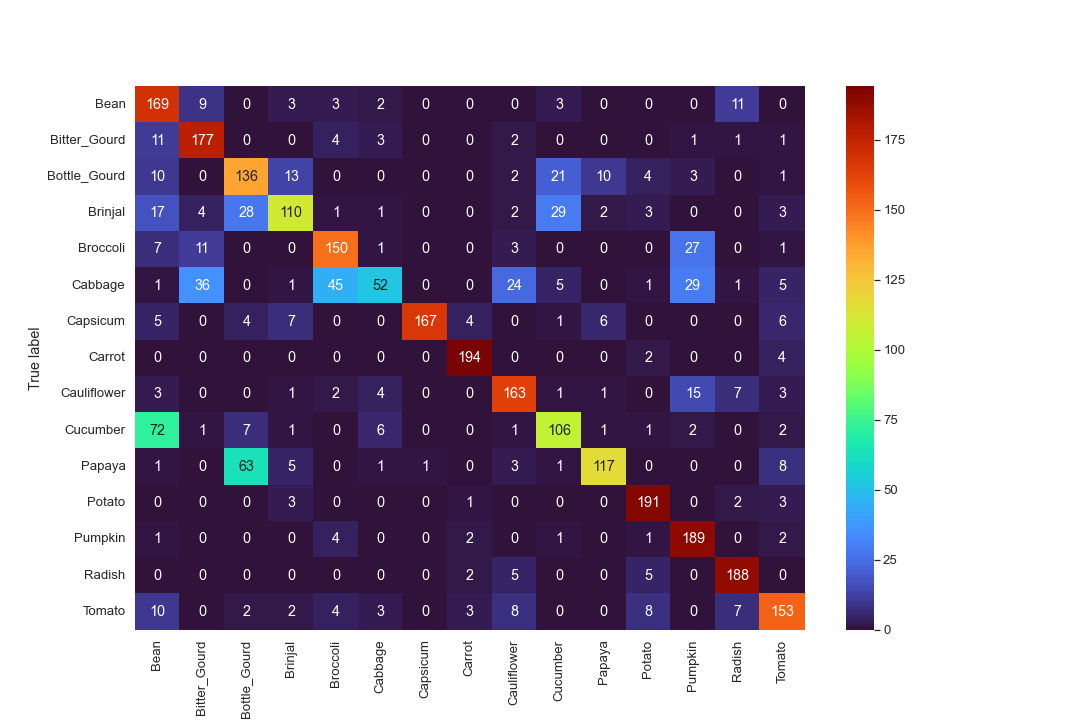 Bean 169 9 0 3 3 2 0 0 0 3 0 0 0 11 0
Bitter_Gourd 11 177 0 0 4 3 0 0 2 0 0 0 1 1 1
Bottle_Gourd 10 0 136 13 0 0 0 0 2 21 10 4 3 0 1
Brinjal 17 4 28 110 1 1 0 0 2 29 2 3 0 0 3
Broccoli 7 11 0 0 150 1 0 0 3 0 0 0 27 0 1
Cabbage 1 36 0 1 45 52 0 0 24 5 0 1 29 1 5
Capsicum 5 0 4 7 0 0 167 4 0 1 6 0 0 0 6
Carrot 0 0 0 0 0 0 0 194 0 0 0 2 0 0 4
Cauliflower 3 0 0 1 2 4 0 0 163 1 1 0 15 7 3
Cucumber 72 1 7 1 0 6 0 0 1 106 1 1 2 0 2
Papaya 1 0 63 5 0 1 1 0 3 1 117 0 0 0 8
Potato 0 0 0 3 0 0 0 1 0 0 0 191 0 2 3
Pumpkin 1 0 0 0 4 0 0 2 0 1 0 1 189 0 2
Radish 0 0 0 0 0 0 0 2 5 0 0 5 0 188 0
Tomato 10 0 2 2 4 3 0 3 8 0 0 8 0 7 153
True label
Bean
Bitter_Gourd
Bottle_Gourd
Brinjal
Broccoli
Cabbage
Capsicum
Carrot
Cauliflower
Cucumber
Papaya
Potato
Pumpkin
Radish
Tomato
175
150
125
100
75
50
25
0